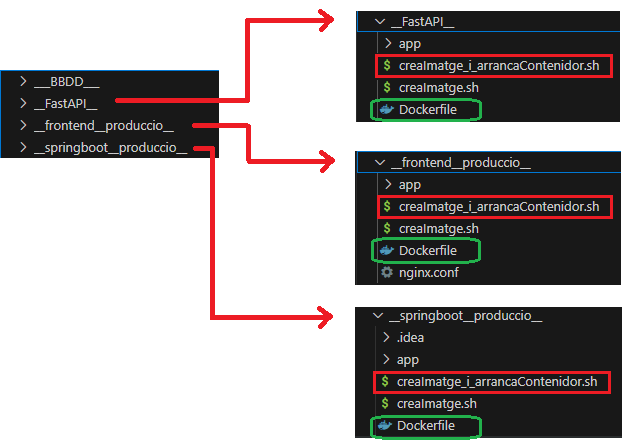 ___BBDD___
__FastAPI__
__frontend__produccio__
__springboot__produccio__
__FastAPI__
app
creaImatge_i_arrancaContenidor.sh
creaImatge.sh
Dockerfile
__frontend__produccio__
app
creaImatge_i_arrancaContenidor.sh
creaImatge.sh
Dockerfile
nginx.conf
__springboot__produccio__
.idea
app
creaImatge_i_arrancaContenidor.sh
creaImatge.sh
Dockerfile